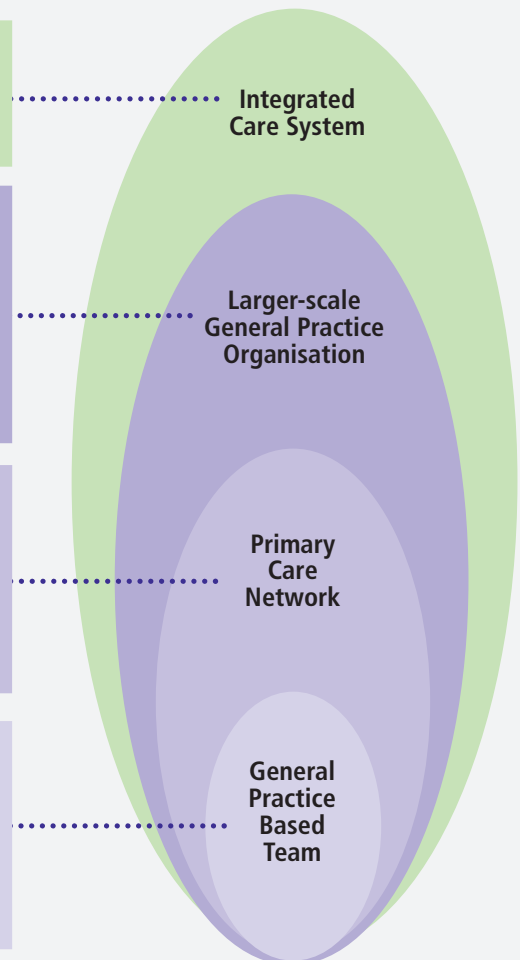 Integrated
Care System
Larger-scale
General Practice
Organisation
Primary
Care
Network
General
Practice
Based
Team